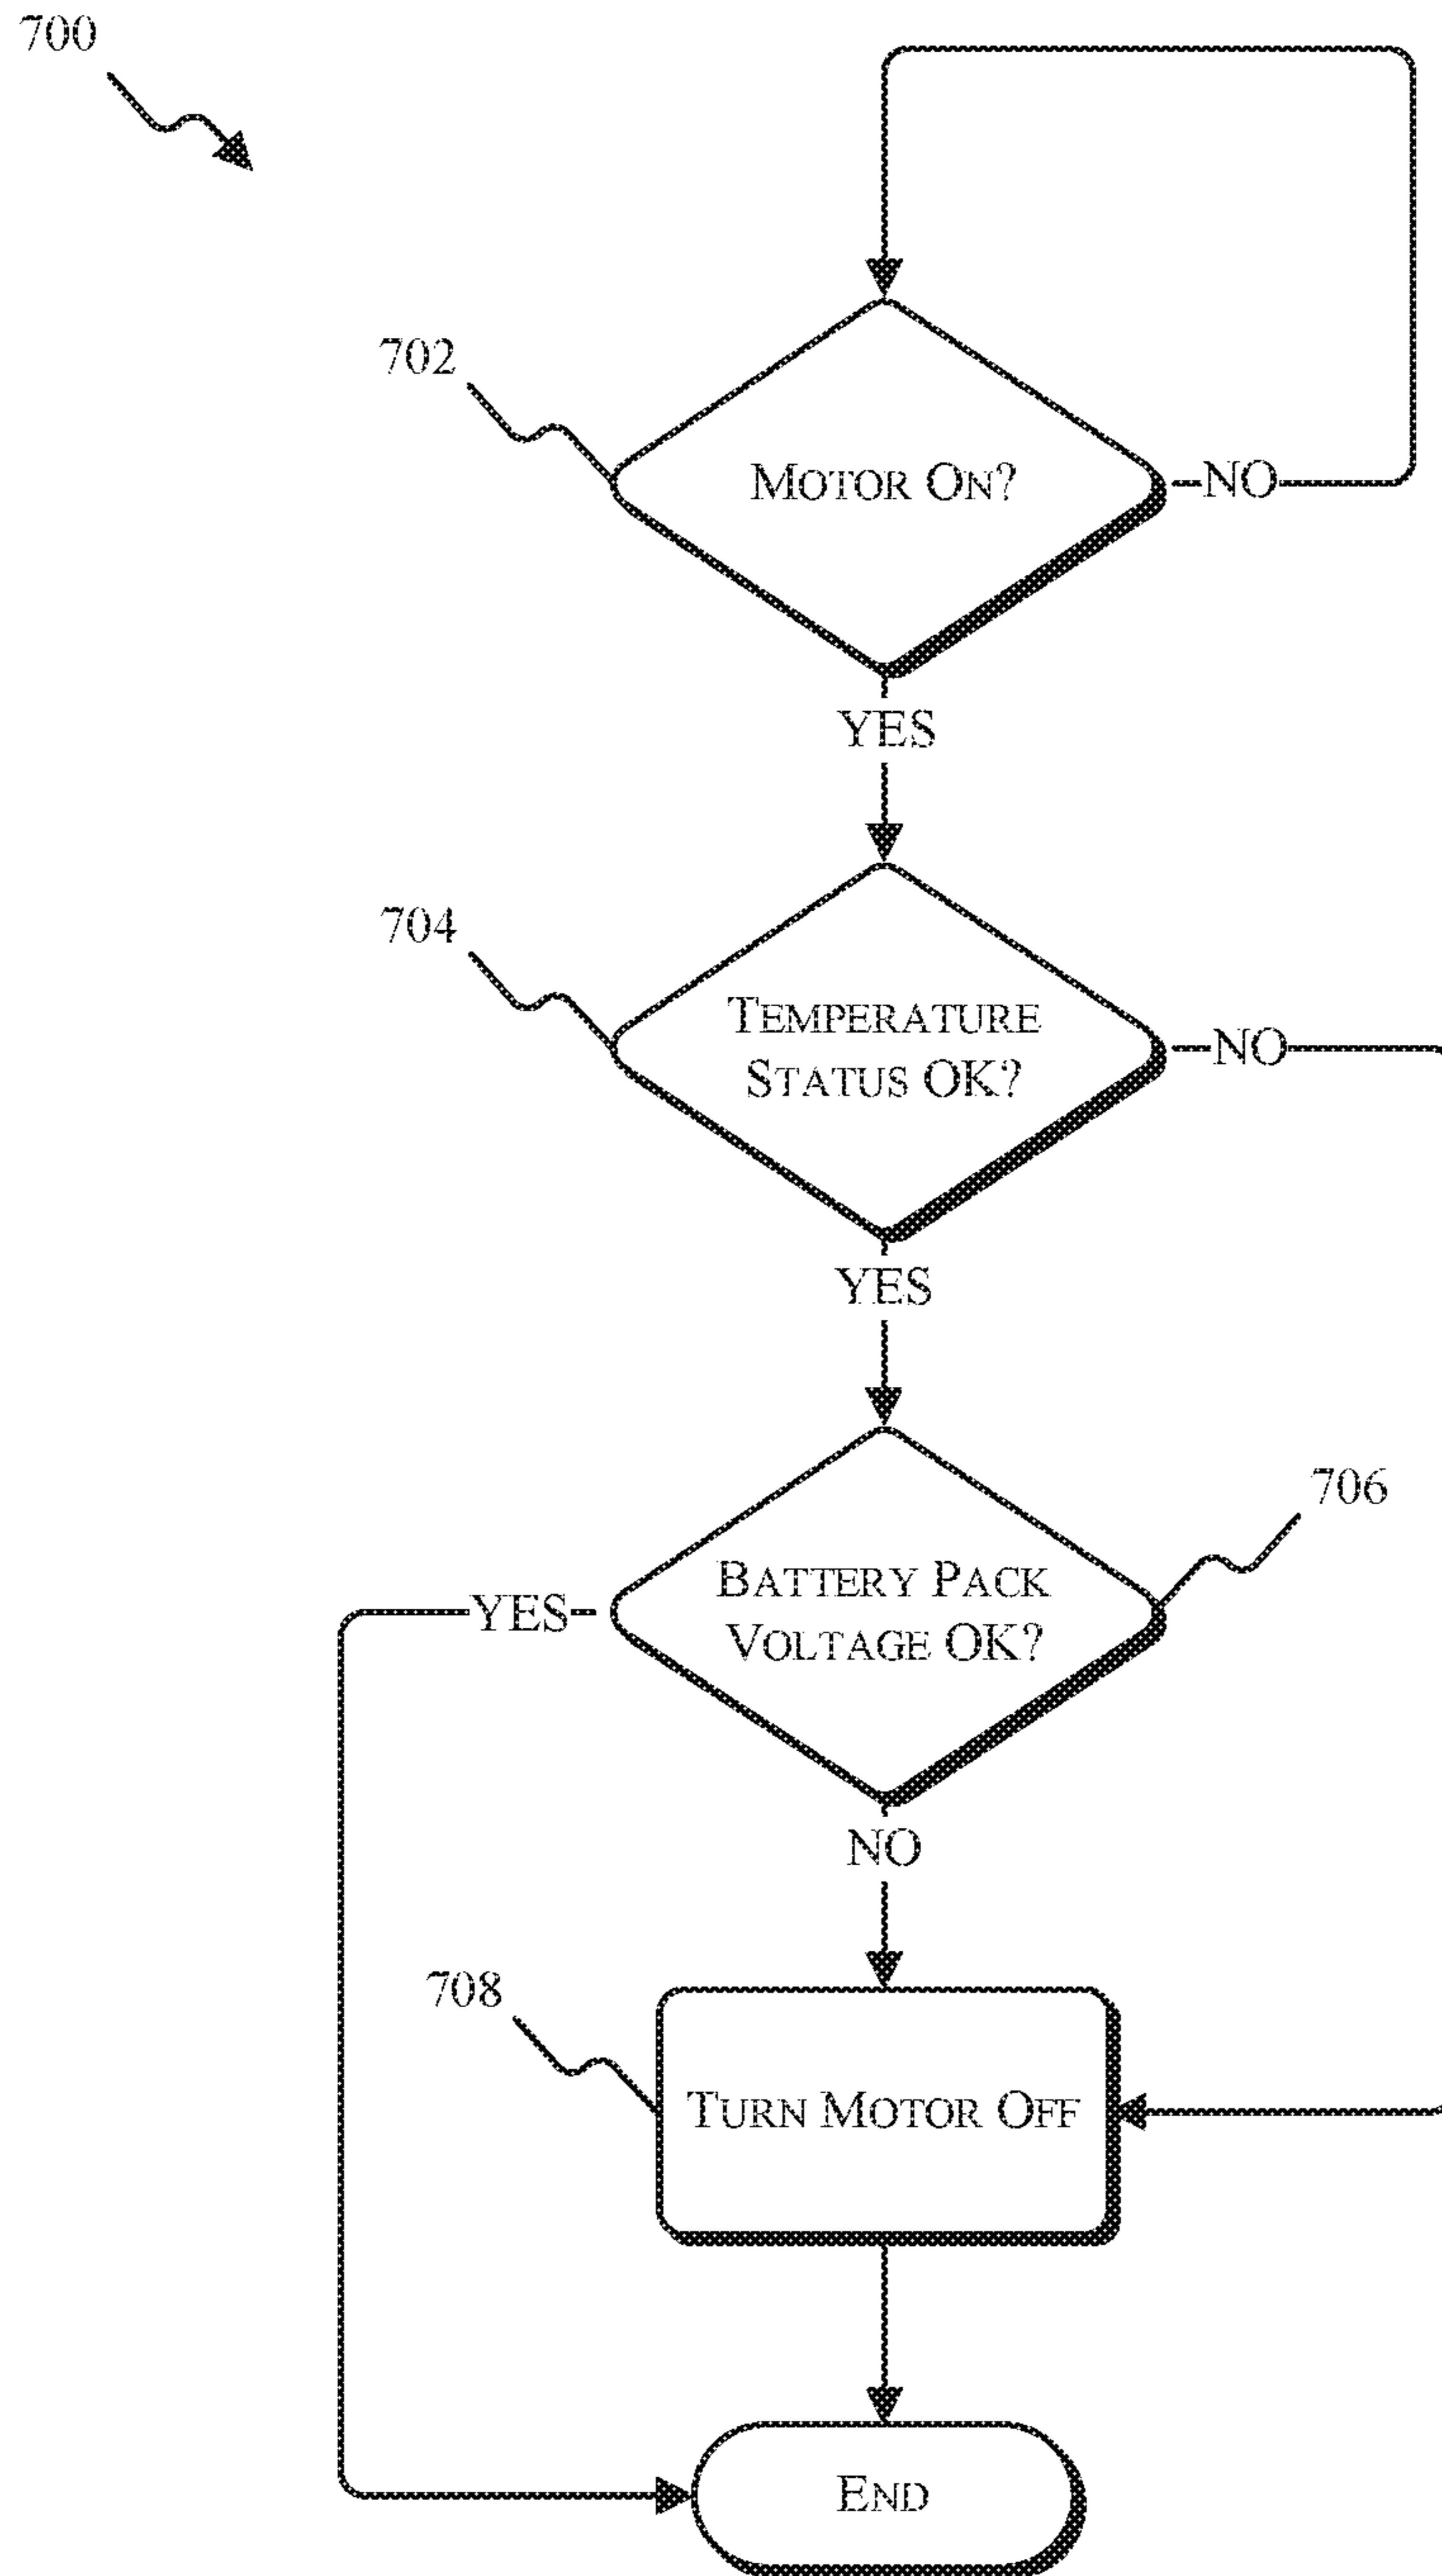 700
702
MOTOR ON?
NO
YES
704
TEMPERATURE
STATUS OK?
NO
YES
706
BATTERY PACK
VOLTAGE OK?
YES
NO
708
TURN MOTOR OFF
END